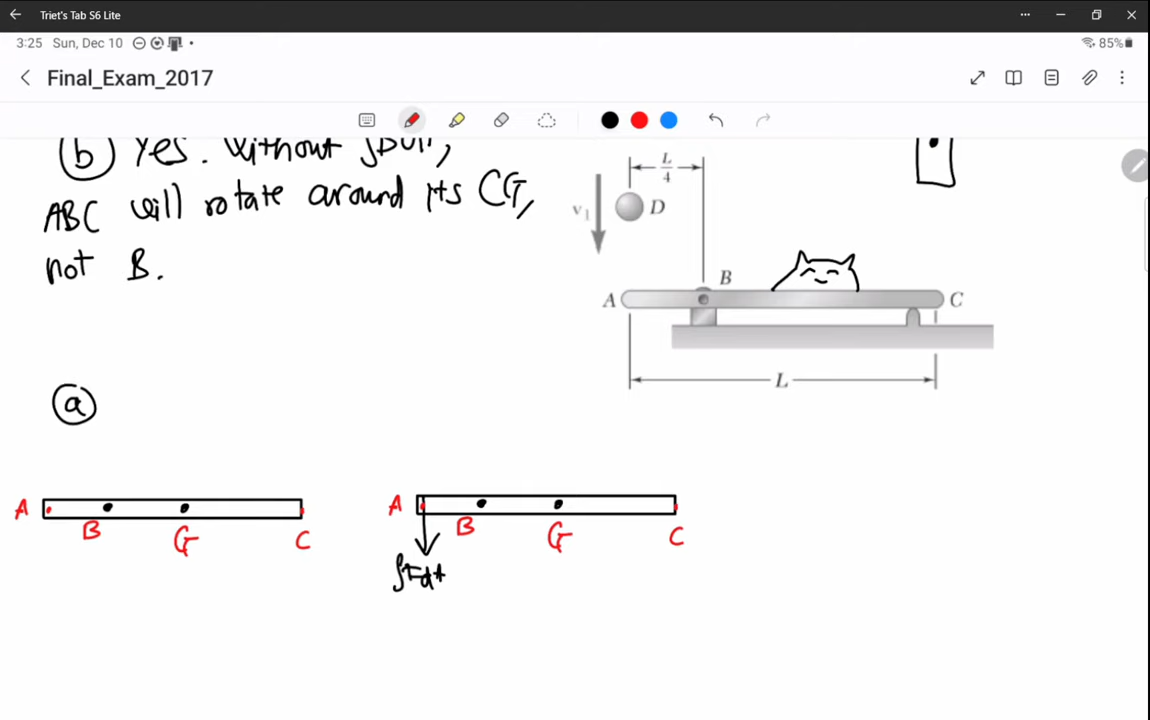 Triet's Tab S6 Lite
3:25 Sun, Dec 10
85%
Final_Exam_2017
(b) Yes. Without ∫Bdt,
ABC will rotate around its CG,
not B.
L/4
v1
D
B
A
C
L
(a)
A
B
G
C
A
B
G
C
∫Fdt